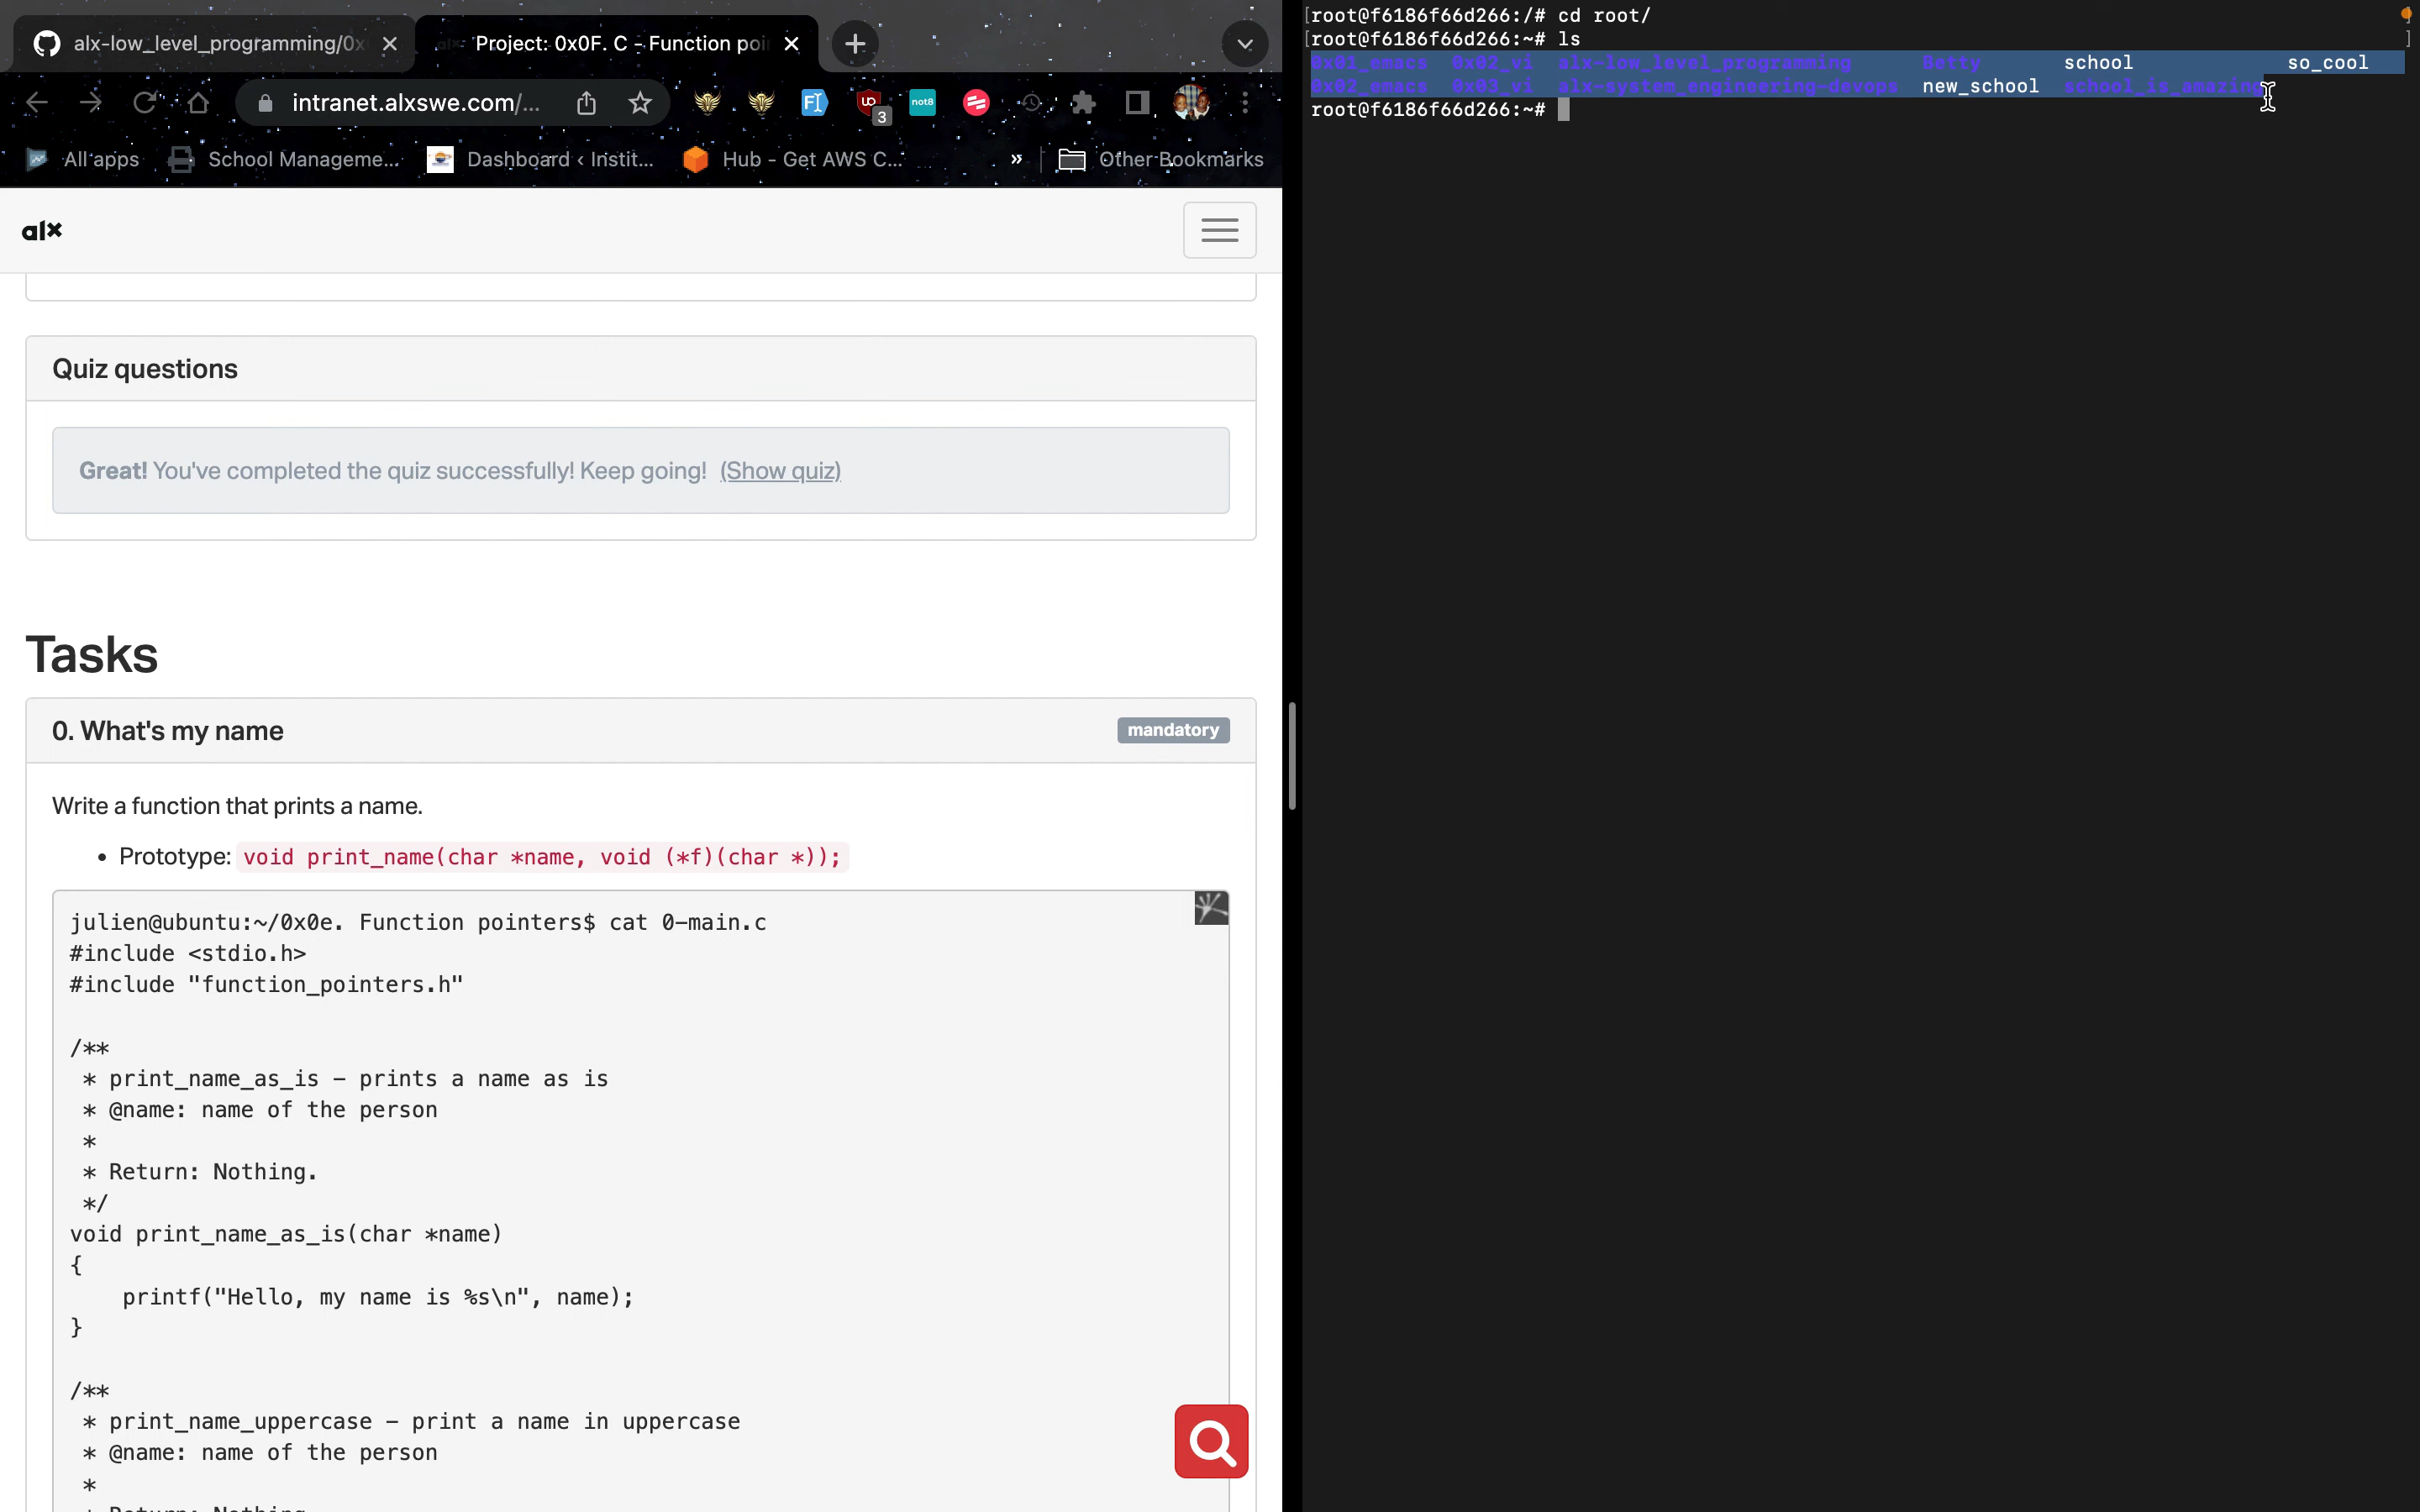 alx-low_level_programming/0x
Project: 0x0F. C - Function poi
intranet.alxswe.com/...
FI
UO
3
not8
All apps
School Manageme...
Dashboard ‹ Instit...
Hub - Get AWS C...
»
Other Bookmarks
alx
Quiz questions
Great! You've completed the quiz successfully! Keep going! (Show quiz)
Tasks
0. What's my name
mandatory
Write a function that prints a name.
• Prototype: void print_name(char *name, void (*f)(char *));
julien@ubuntu:~/0x0e. Function pointers$ cat 0-main.c
#include <stdio.h>
#include "function_pointers.h"
/**
* print_name_as_is - prints a name as is
* @name: name of the person
*
* Return: Nothing.
*/
void print_name_as_is(char *name)
{
printf("Hello, my name is %s\n", name);
}
/**
* print_name_uppercase - print a name in uppercase
* @name: name of the person
*
[root@f6186f66d266:/# cd root/ ]
[root@f6186f66d266:~# ls ]
0x01_emacs 0x02_vi alx-low_level_programming Betty school so_cool
0x02_emacs 0x03_vi alx-system_engineering-devops new_school school_is_amazing
root@f6186f66d266:~#